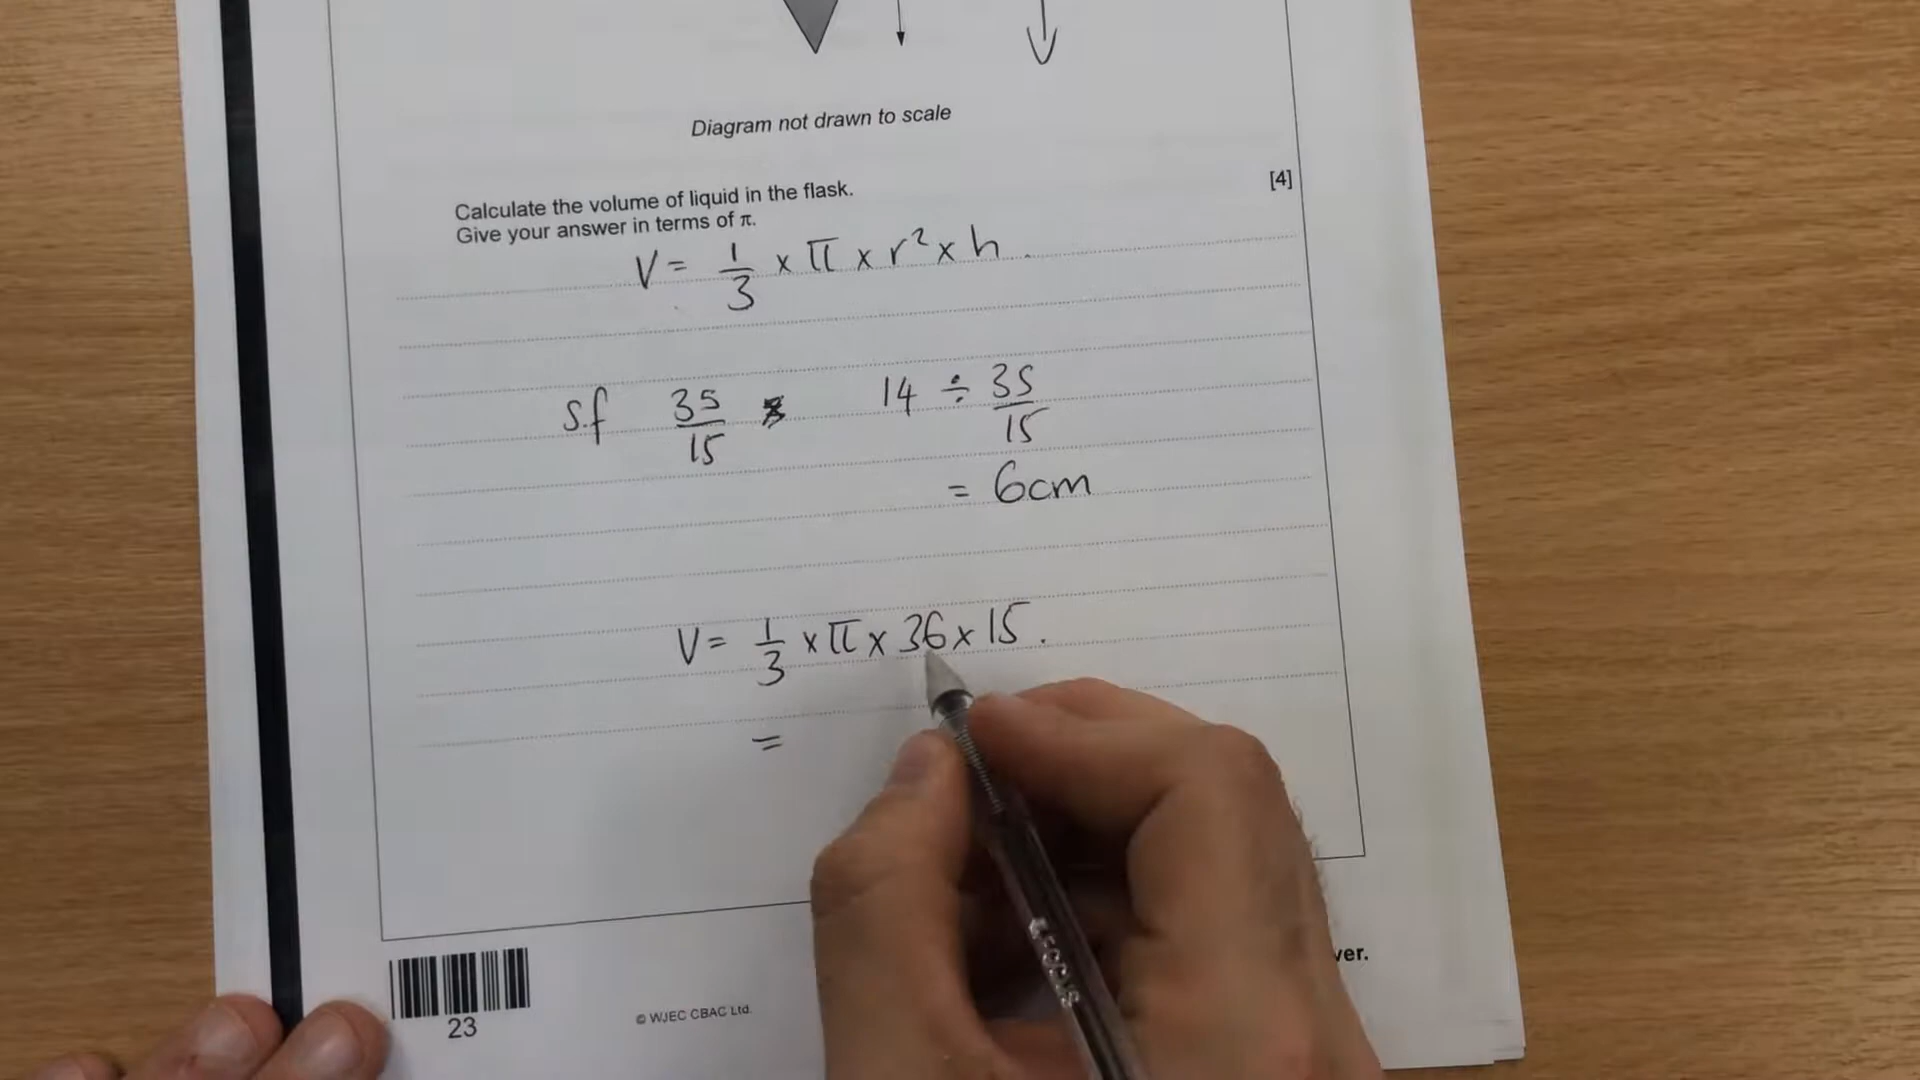 Diagram not drawn to scale
[4]
Calculate the volume of liquid in the flask.
Give your answer in terms of π.
V = 1/3 × π × r² × h
s.f 35/15 14 ÷ 35/15
= 6cm
V = 1/3 × π × 36 × 15.
=
ver.
23
© WJEC CBAC Ltd.
FOCUS